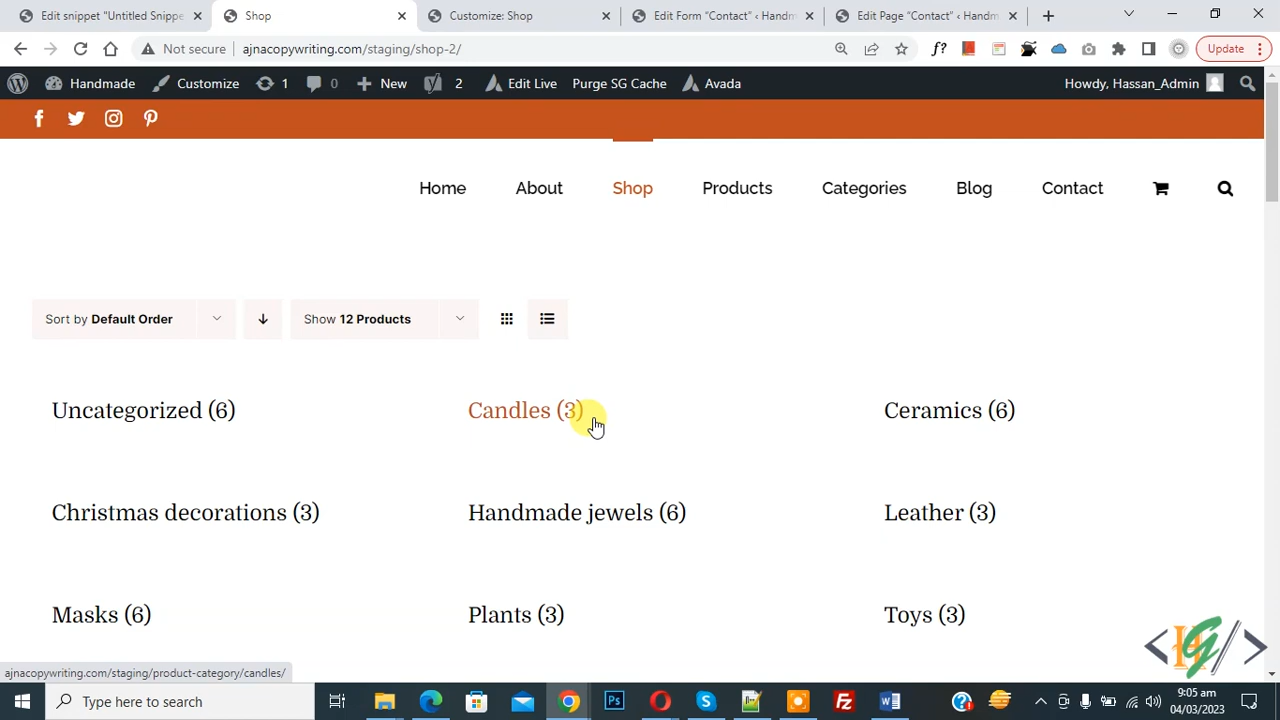 Edit snippet "Untitled Snippe
Shop
Customize: Shop
Edit Form “Contact” ‹ Handm
Edit Page “Contact” ‹ Handm
Not secure
ajnacopywriting.com/staging/shop-2/
f?
Update
Handmade
Customize
1
0
New
2
Edit Live
Purge SG Cache
Avada
Howdy, Hassan_Admin
Home
About
Shop
Products
Categories
Blog
Contact
Sort by Default Order
Show 12 Products
Uncategorized (6)
Candles (3)
Ceramics (6)
Christmas decorations (3)
Handmade jewels (6)
Leather (3)
Masks (6)
Plants (3)
Toys (3)
<HG/>
ajnacopywriting.com/staging/product-category/candles/
Type here to search
9:05 am
04/03/2023